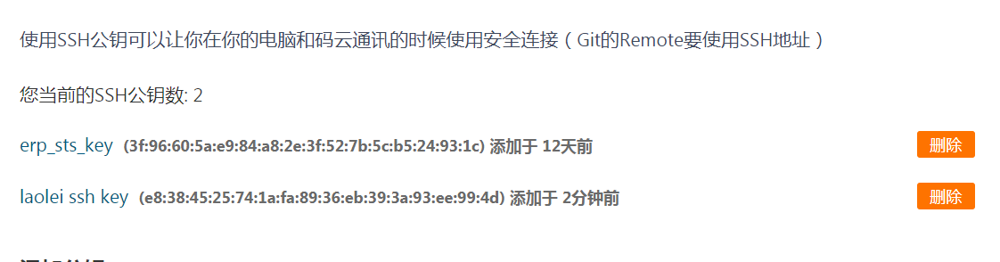 使用SSH公钥可以让你在你的电脑和码云通讯的时候使用安全连接（Git的Remote要使用SSH地址）
您当前的SSH公钥数: 2
erp_sts_key (3f:96:60:5a:e9:84:a8:2e:3f:52:7b:5c:b5:24:93:1c) 添加于 12天前 删除
laolei ssh key (e8:38:45:25:74:1a:fa:89:36:eb:39:3a:93:ee:99:4d) 添加于 2分钟前 删除